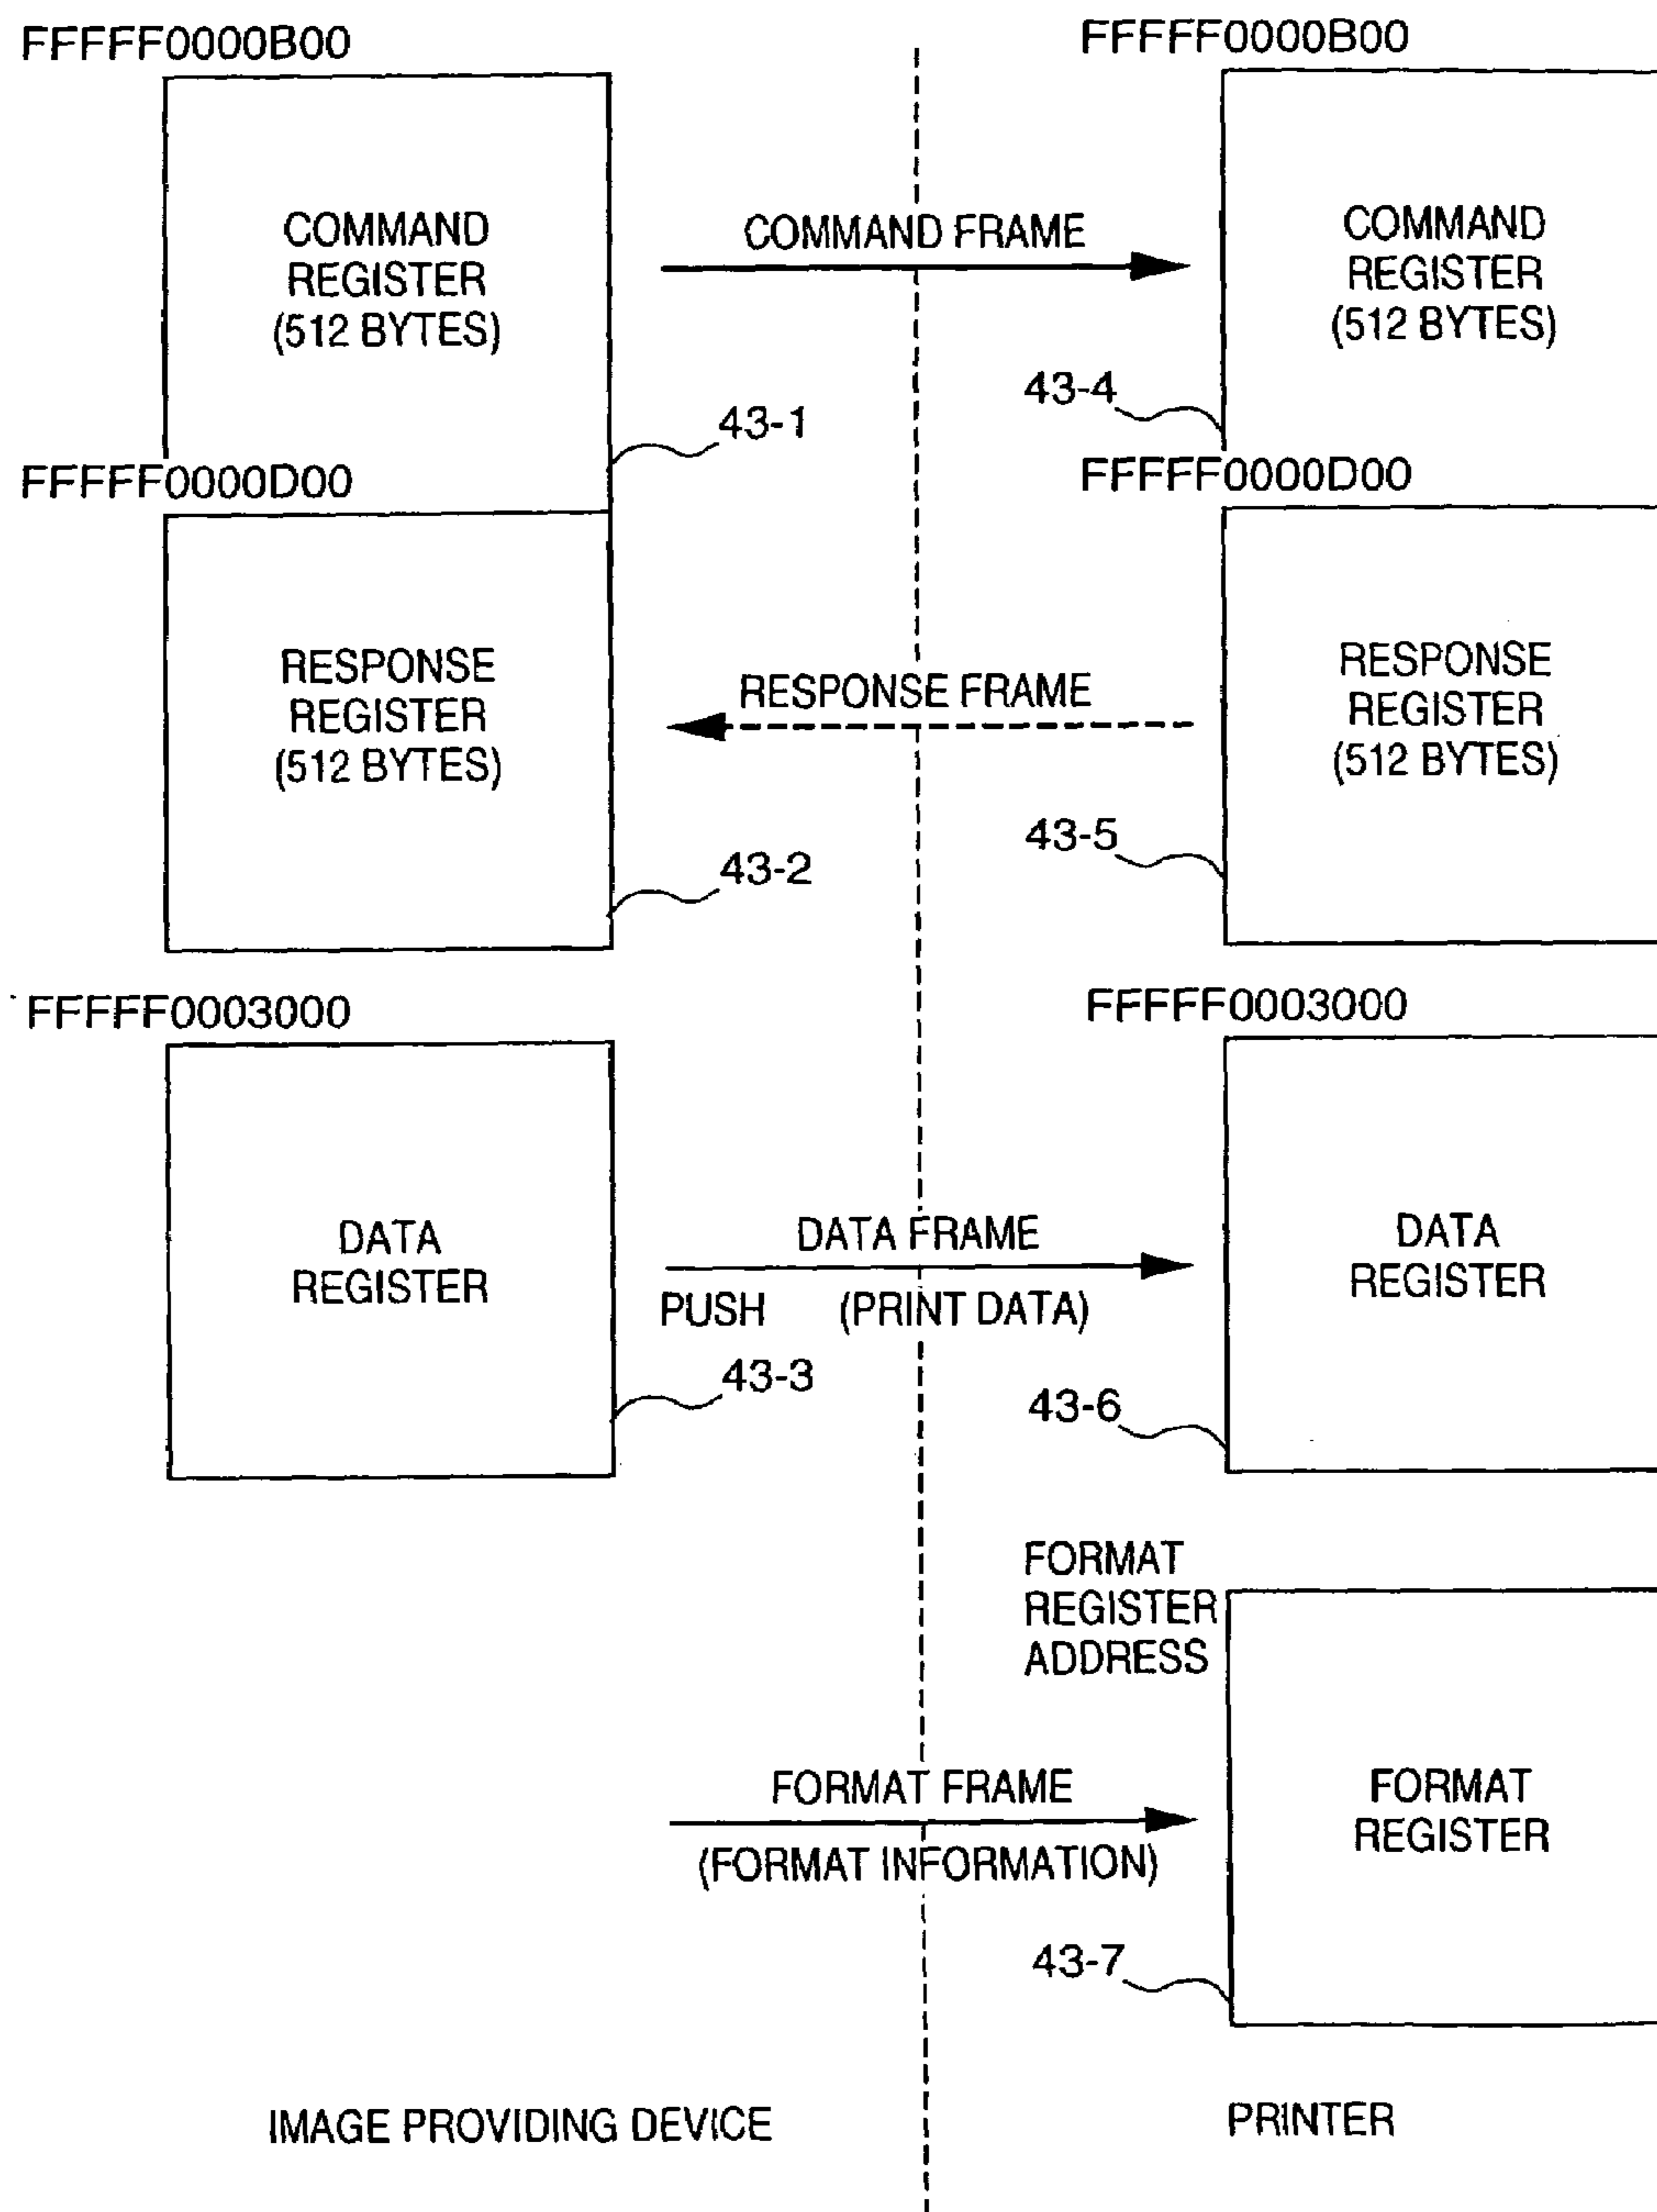 FFFFF0000B00
FFFFF0000B00
COMMAND
REGISTER
(512 BYTES)
COMMAND FRAME
COMMAND
REGISTER
(512 BYTES)
43-1
43-4
FFFFF0000D00
FFFFF0000D00
RESPONSE
REGISTER
(512 BYTES)
RESPONSE FRAME
RESPONSE
REGISTER
(512 BYTES)
43-2
43-5
FFFFF0003000
FFFFF0003000
DATA
REGISTER
DATA FRAME
PUSH (PRINT DATA)
DATA
REGISTER
43-3
43-6
FORMAT
REGISTER
ADDRESS
FORMAT FRAME
(FORMAT INFORMATION)
FORMAT
REGISTER
43-7
IMAGE PROVIDING DEVICE
PRINTER